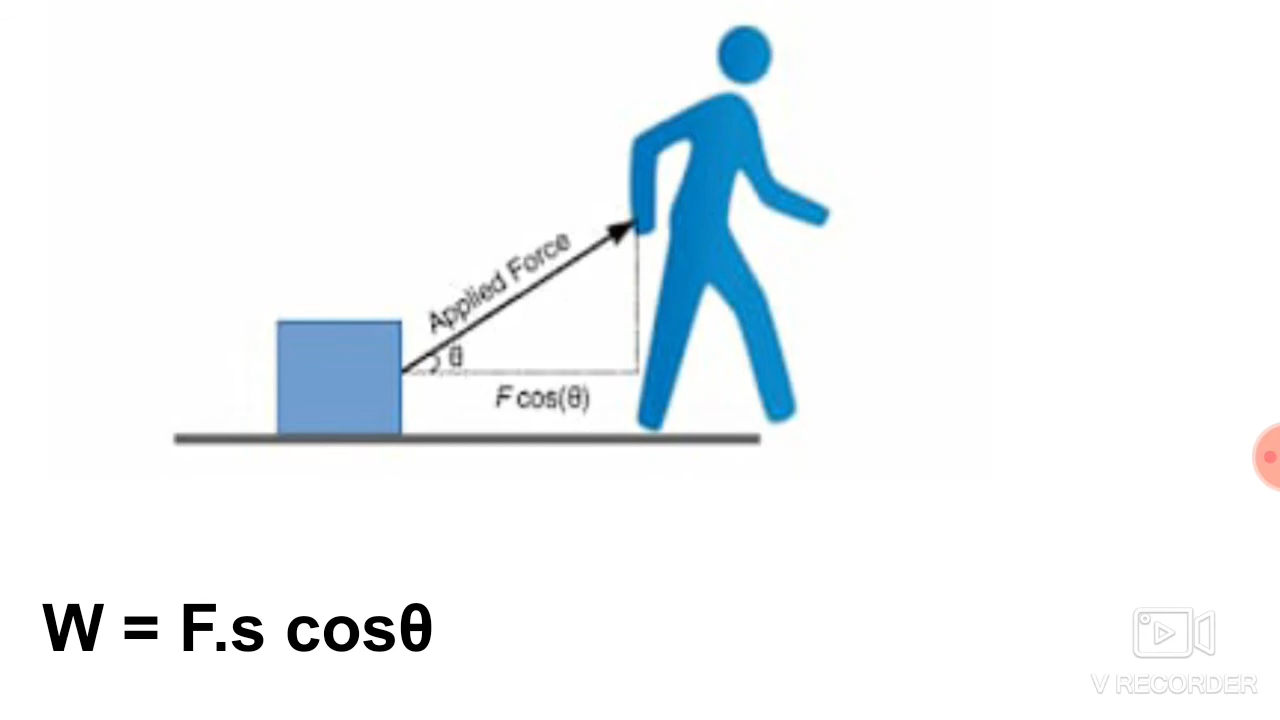 Applied Force
θ
F cos(θ)
W = F.s cosθ
V RECORDER